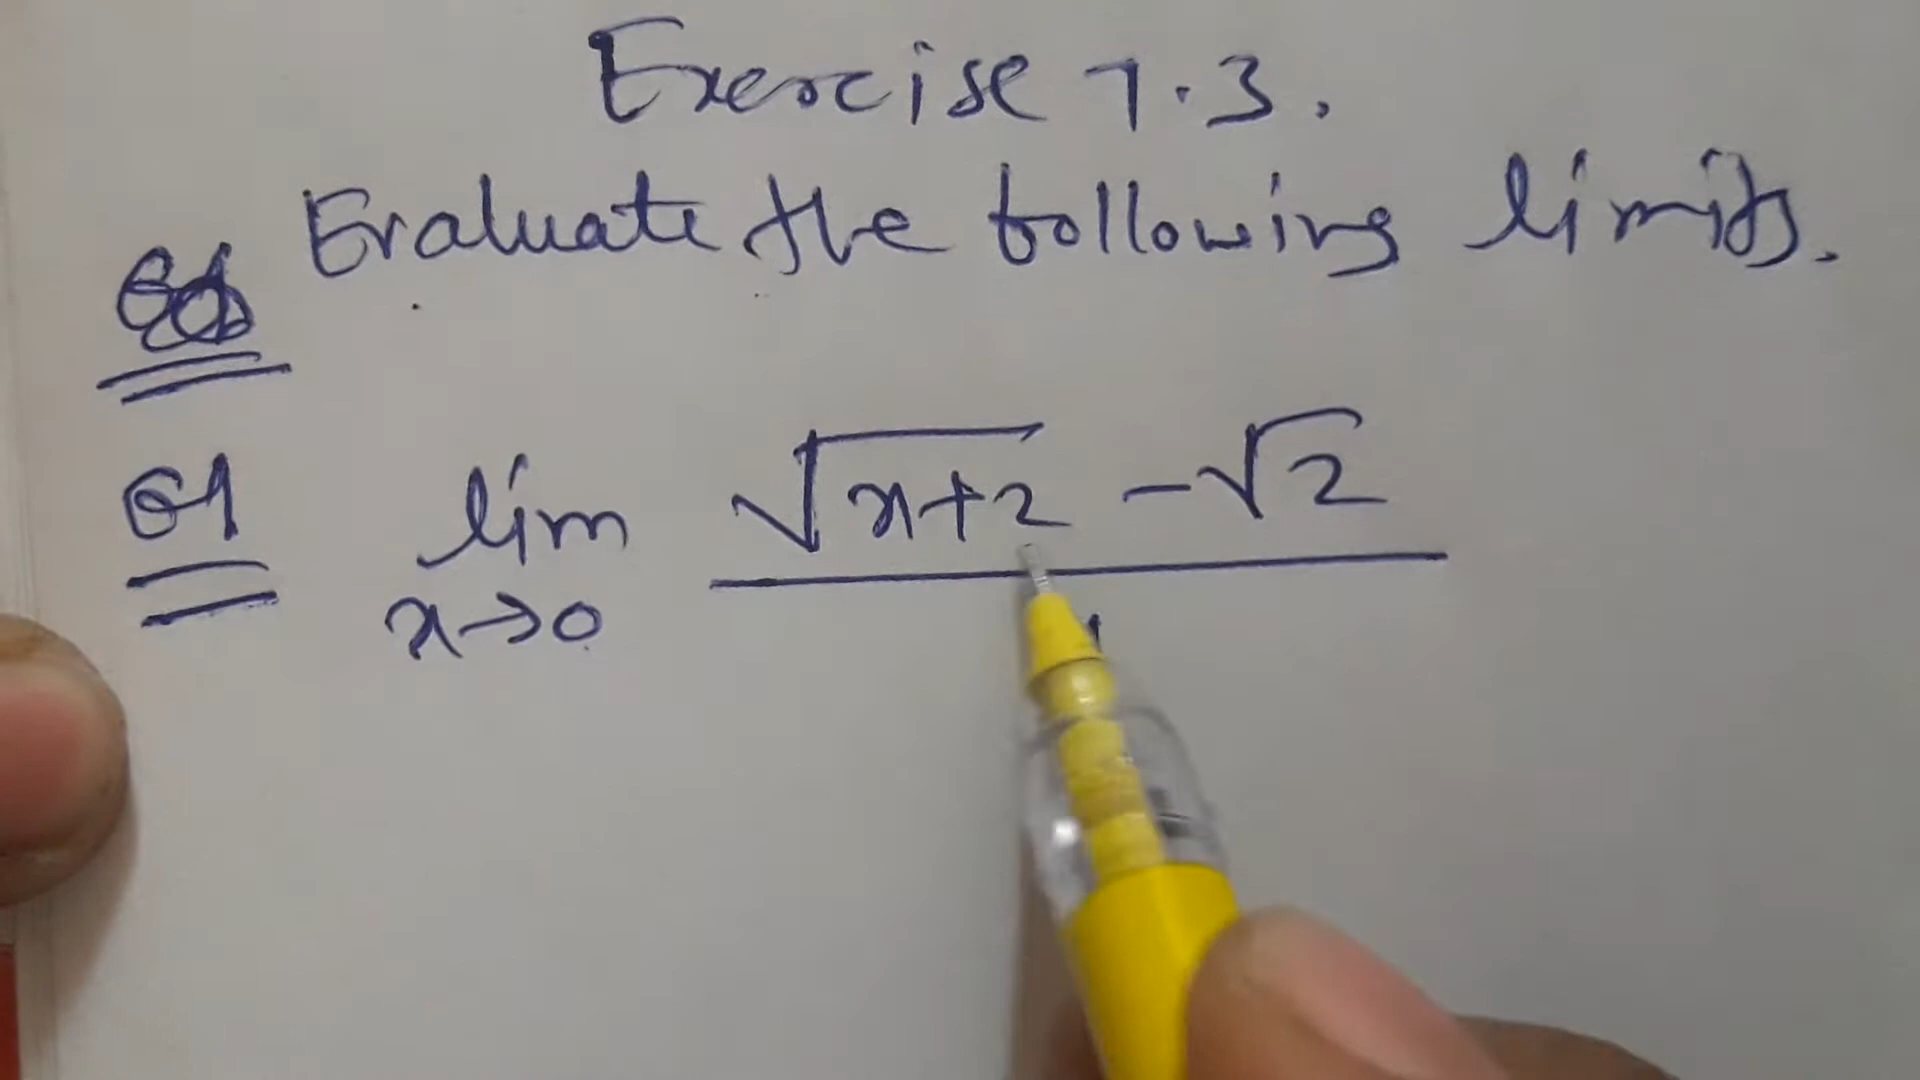 Exercise 7.3.
Evaluate the following limits.
Q1 lim √x+2 - √2
x→0